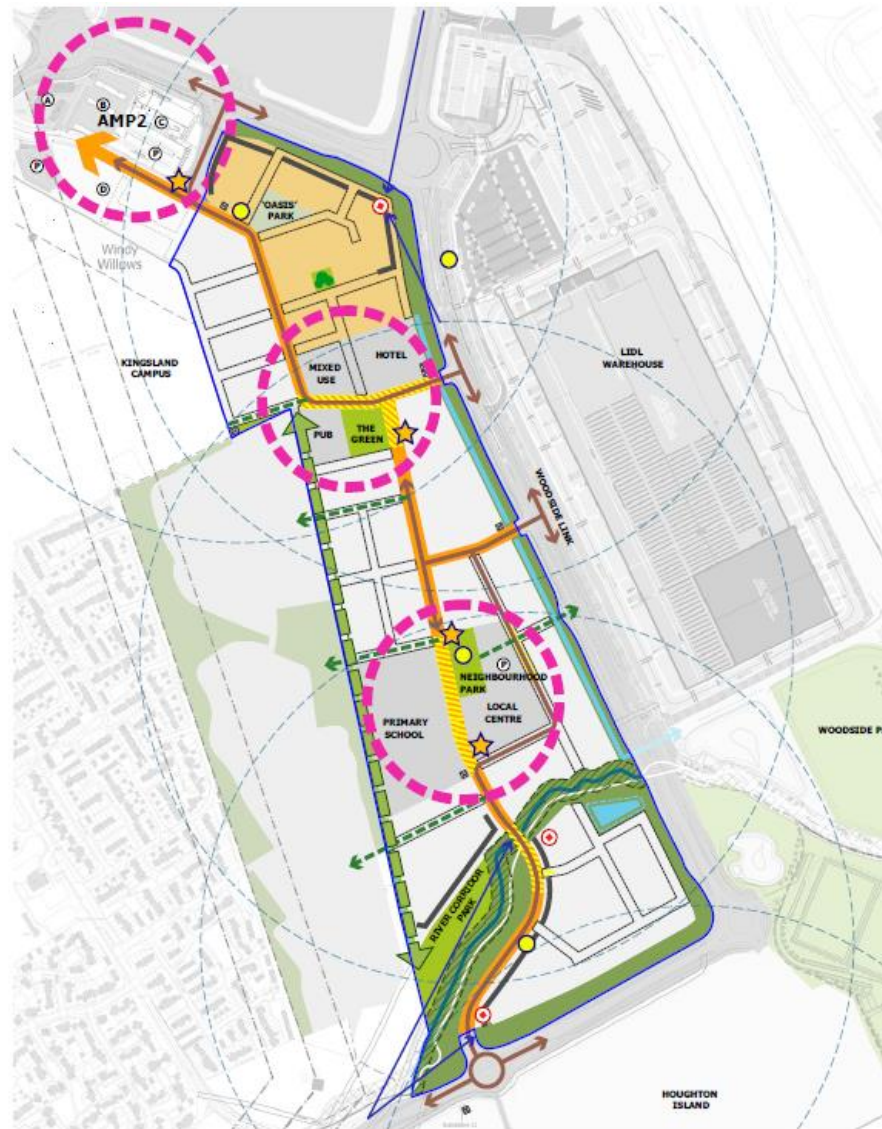 A
B
AMP2 C
P
P
D
'OASIS'
PARK
Windy
Willows
KINGSLAND
CAMPUS
MIXED
USE
HOTEL
LIDL
WAREHOUSE
PUB
THE
GREEN
WOODSIDE LINK
P
NEIGHBOURHOOD
PARK
LOCAL
CENTRE
PRIMARY
SCHOOL
WOODSIDE P
RIVER CORRIDOR
PARK
HOUGHTON
ISLAND